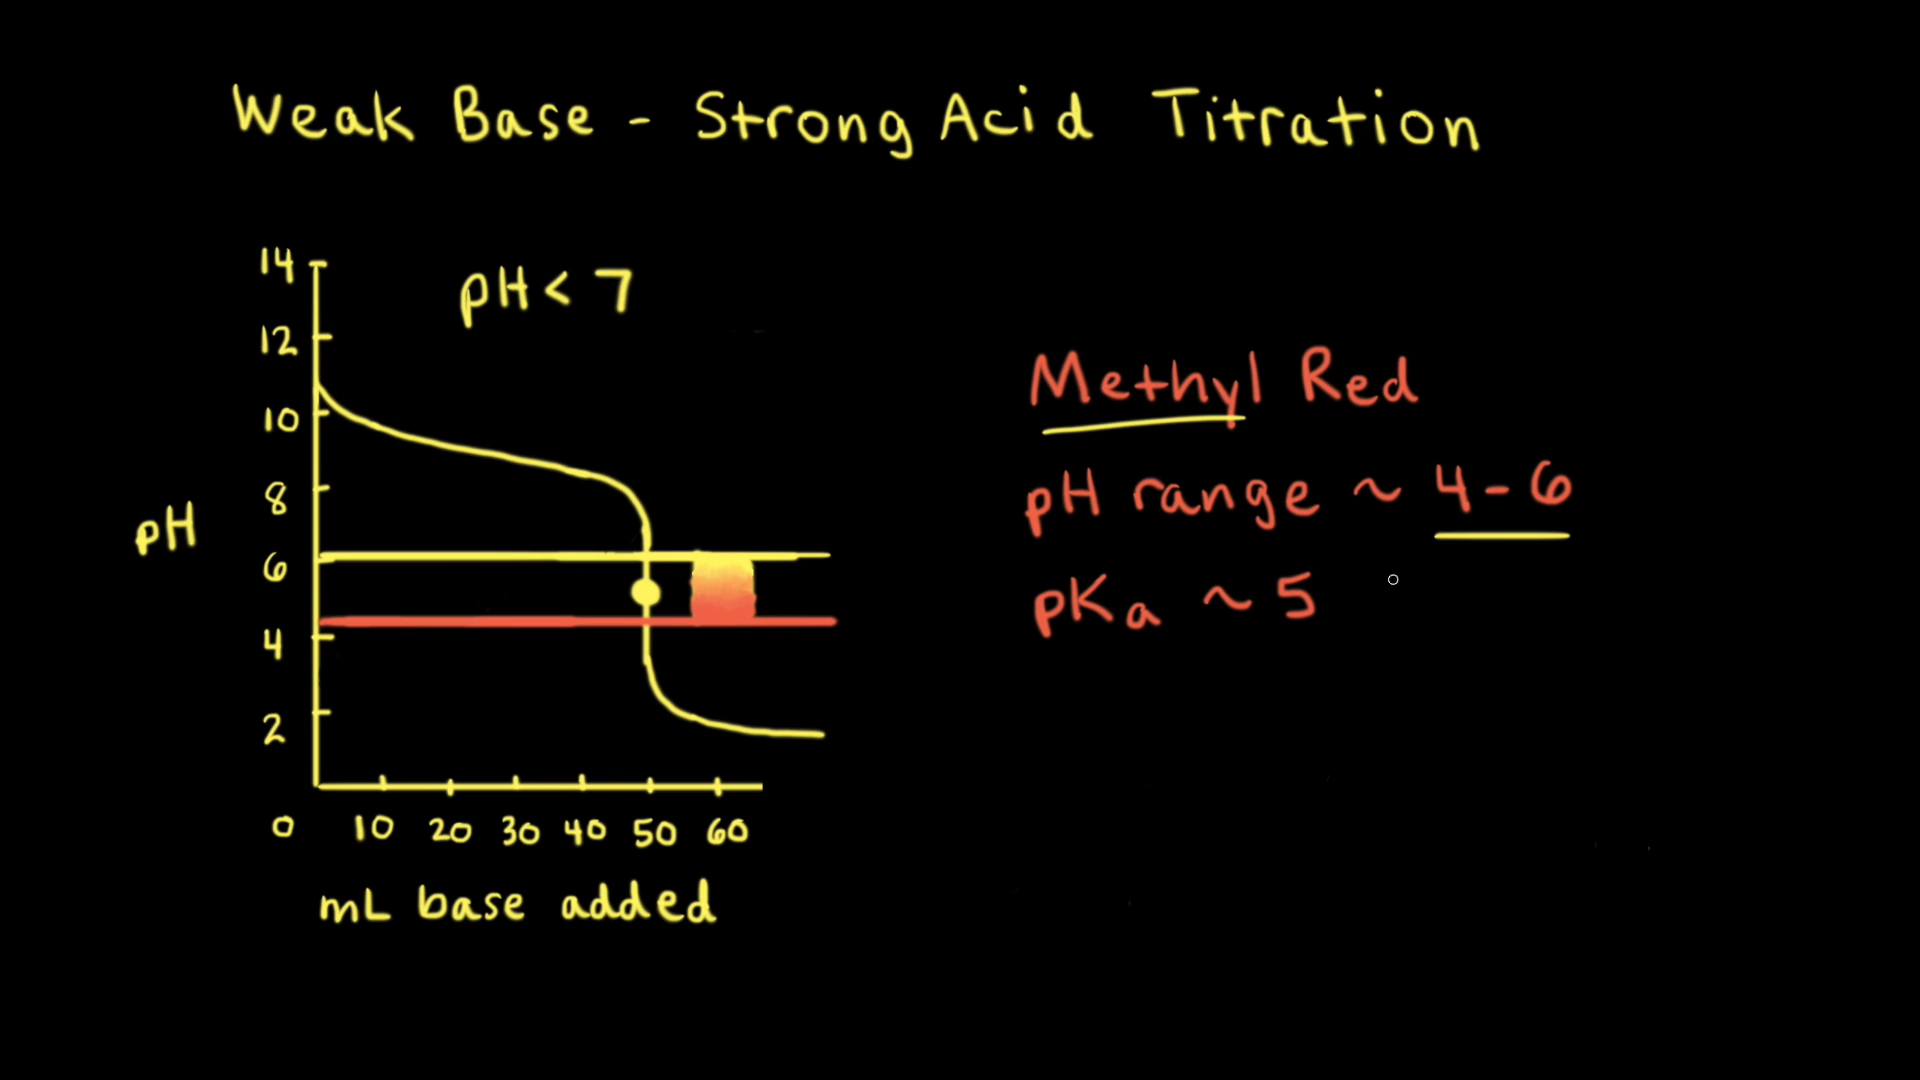 Weak Base - Strong Acid Titration
14
pH < 7
12
10
8
pH
6
4
2
0 10 20 30 40 50 60
mL base added
Methyl Red
pH range ~ 4-6
pKa ~ 5